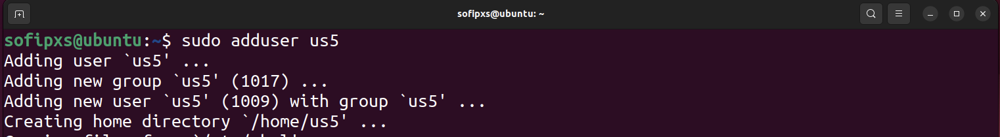 sofipxs@ubuntu: ~
sofipxs@ubuntu:~$ sudo adduser us5
Adding user `us5' ...
Adding new group `us5' (1017) ...
Adding new user `us5' (1009) with group `us5' ...
Creating home directory `/home/us5' ...